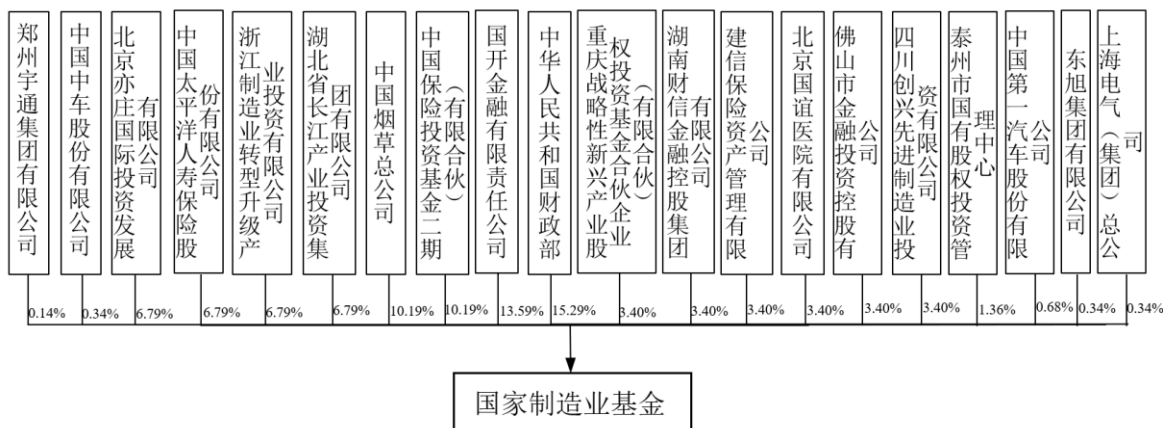 郑州宇通集团有限公司
中国中车股份有限公司
北京亦庄国际投资发展
有限公司
中国太平洋人寿保险股
份有限公司
浙江制造业转型升级产
业投资有限公司
湖北省长江产业投资集
团有限公司
中国烟草总公司
中国保险投资基金二期
（有限合伙）
国开金融有限责任公司
中华人民共和国财政部
重庆战略性新兴产业股
权投资基金合伙企业
（有限合伙）
湖南财信金融控股集团
有限公司
建信保险资产管理有限
公司
北京国谊医院有限公司
佛山市金融投资控股有
公司
四川创兴先进制造业投
资有限公司
泰州市国有股权投资管
理中心
中国第一汽车股份有限
公司
东旭集团有限公司
上海电气（集团）总公
司
0.14%
0.34%
6.79%
6.79%
6.79%
6.79%
10.19%
10.19%
13.59%
15.29%
3.40%
3.40%
3.40%
3.40%
3.40%
3.40%
1.36%
0.68%
0.34%
0.34%
国家制造业基金